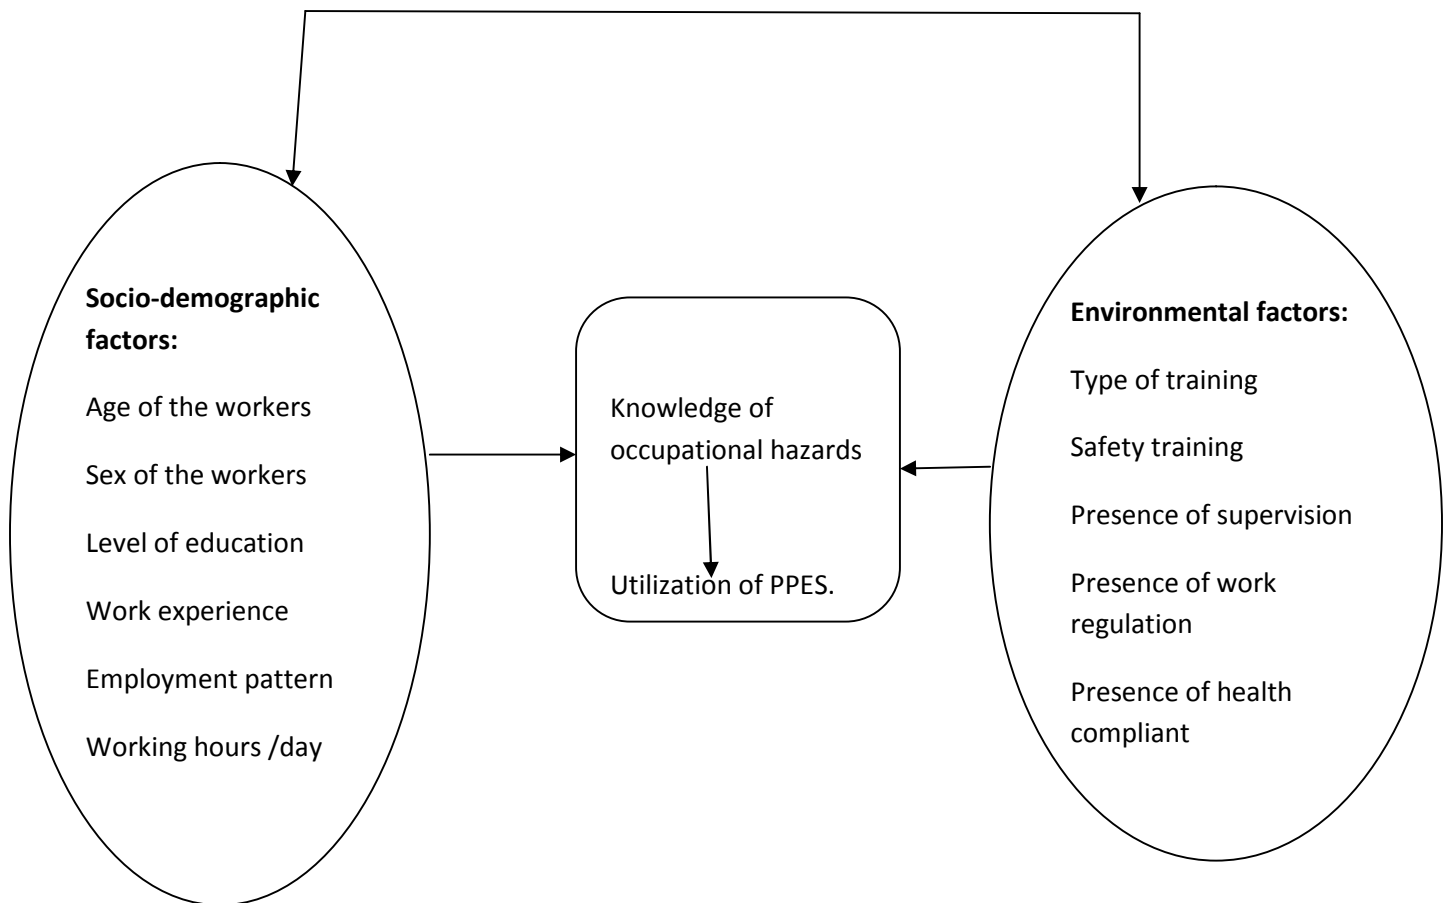 Socio-demographic
factors:
Age of the workers
Sex of the workers
Level of education
Work experience
Employment pattern
Working hours /day
Knowledge of
occupational hazards
Utilization of PPES.
Environmental factors:
Type of training
Safety training
Presence of supervision
Presence of work
regulation
Presence of health
compliant